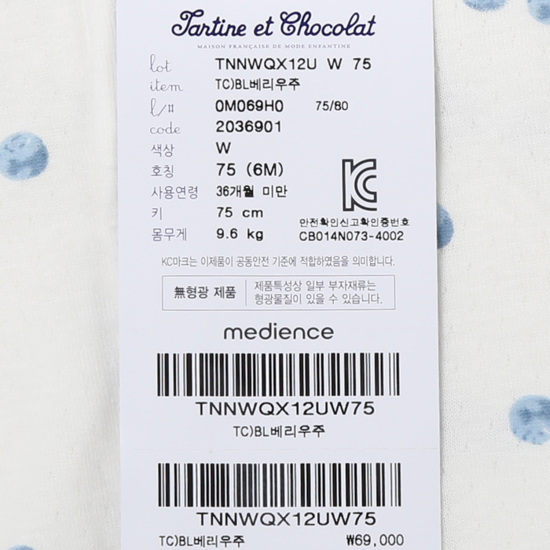 Tartine et Chocolat
MAISON FRANÇAISE DE MODE ENFANTINE
lot TNNWQX12U W 75
item TC)BL베리우주
l/# 0M069H0 75/80
code 2036901
색상 W
호칭 75 (6M)
사용연령 36개월 미만
키 75 cm
몸무게 9.6 kg
안전확인신고확인증번호
CB014N073-4002
KC마크는 이제품이 공동안전 기준에 적합하였음을 의미합니다.
無형광 제품
제품특성상 일부 부자재류는
형광물질이 있을 수 있습니다.
medience
TNNWQX12UW75
TC)BL베리우주
TNNWQX12UW75
TC)BL베리우주 ₩69,000